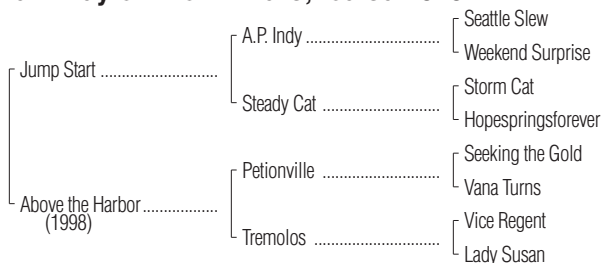 Seattle Slew
A.P. Indy ..............................
Weekend Surprise
Jump Start ..........................
Storm Cat
Steady Cat ..........................
Hopespringsforever
Seeking the Gold
Petionville ..........................
Vana Turns
Above the Harbor.................
(1998)
Vice Regent
Tremolos ............................
Lady Susan